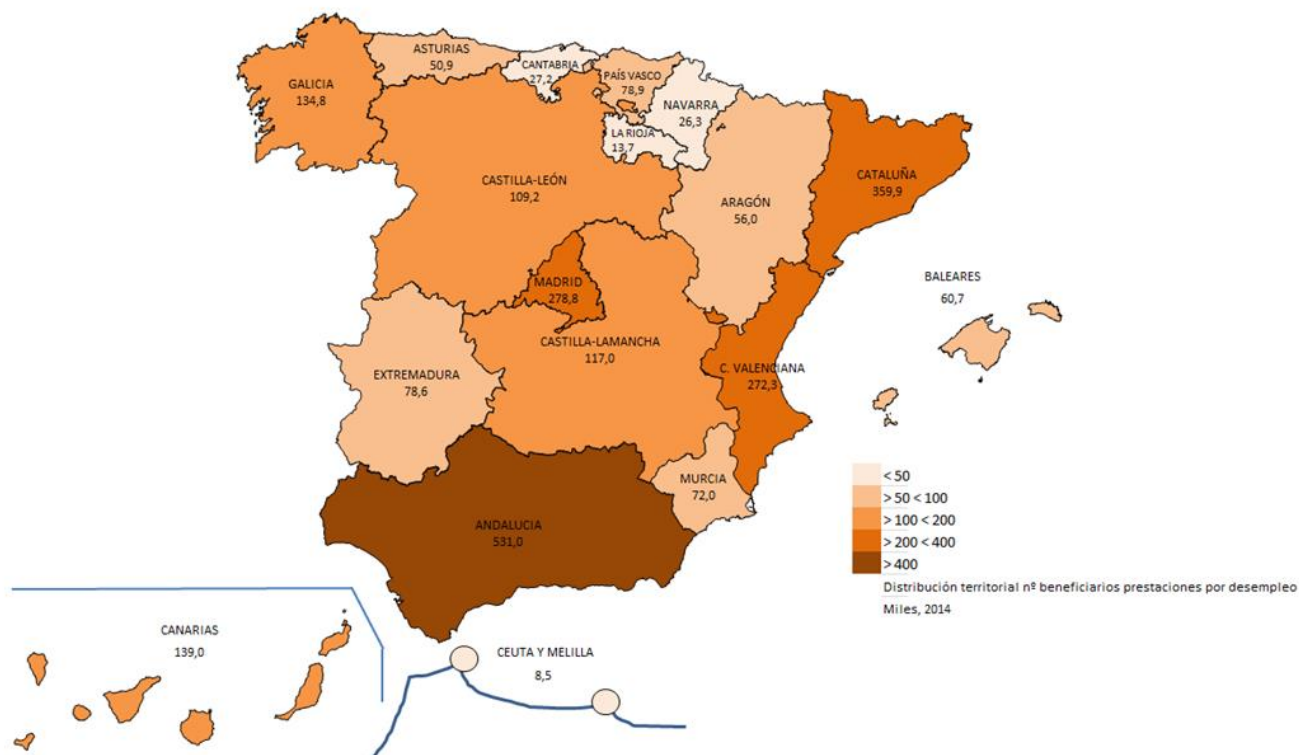 ASTURIAS
50,9
CANTABRIA
27,2
PAÍS VASCO
78,9
GALICIA
134,8
NAVARRA
26,3
LA RIOJA
13,7
CATALUÑA
359,9
CASTILLA-LEÓN
109,2
ARAGÓN
56,0
MADRID
278,8
BALEARES
60,7
CASTILLA-LAMANCHA
117,0
C. VALENCIANA
272,3
EXTREMADURA
78,6
MURCIA
72,0
ANDALUCIA
531,0
< 50
> 50 < 100
> 100 < 200
> 200 < 400
> 400
Distribución territorial nº beneficiarios prestaciones por desempleo
Miles, 2014
CANARIAS
139,0
CEUTA Y MELILLA
8,5